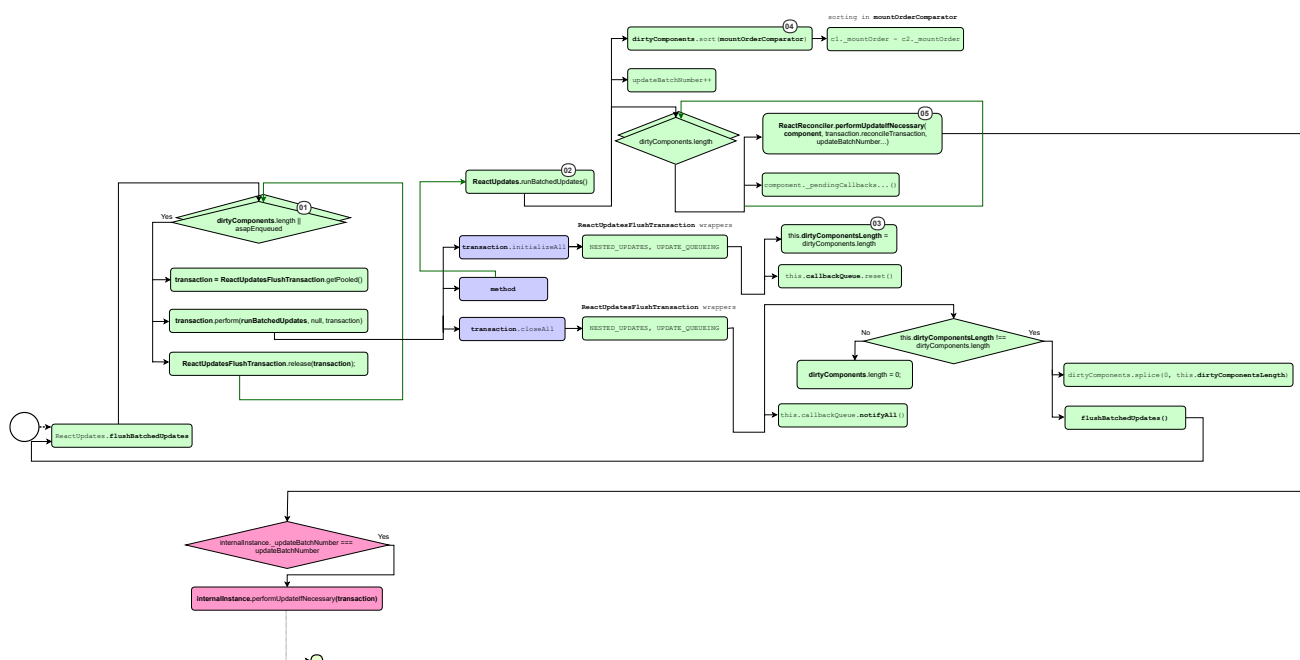 sorting in mountOrderComparator
04
dirtyComponents.sort(mountOrderComparator)
c1._mountOrder - c2._mountOrder
updateBatchNumber++
05
dirtyComponents.length
ReactReconciler.performUpdateIfNecessary(
component, transaction.reconcileTransaction,
updateBatchNumber...)
02
ReactUpdates.runBatchedUpdates()
component._pendingCallbacks...()
01
Yes
dirtyComponents.length ||
asapEnqueued
ReactUpdatesFlushTransaction wrappers
03
transaction.initializeAll
NESTED_UPDATES, UPDATE_QUEUEING
this.dirtyComponentsLength =
dirtyComponents.length
transaction = ReactUpdatesFlushTransaction.getPooled()
this.callbackQueue.reset()
method
ReactUpdatesFlushTransaction wrappers
transaction.perform(runBatchedUpdates, null, transaction)
transaction.closeAll
NESTED_UPDATES, UPDATE_QUEUEING
No
Yes
this.dirtyComponentsLength !==
dirtyComponents.length
ReactUpdatesFlushTransaction.release(transaction);
dirtyComponents.length = 0;
dirtyComponents.splice(0, this.dirtyComponentsLength)
this.callbackQueue.notifyAll()
flushBatchedUpdates()
ReactUpdates.flushBatchedUpdates
Yes
internalInstance._updateBatchNumber ===
updateBatchNumber
internalInstance.performUpdateIfNecessary(transaction)